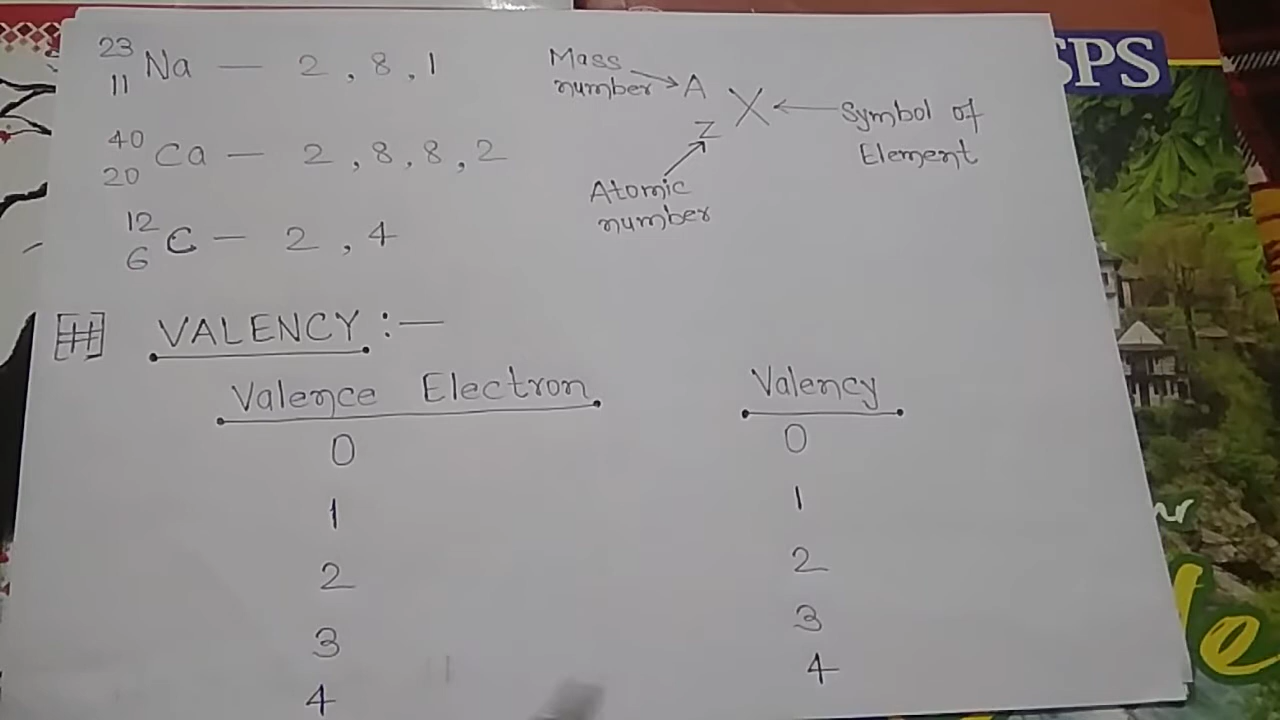 23
11 Na — 2 , 8 , 1
40
20 Ca — 2 , 8 , 8 , 2
12
6 C — 2 , 4
Mass
number → A X ← Symbol of
Z Element
Atomic
number
VALENCY :—
Valence Electron Valency
0 0
1 1
2 2
3 3
4 4
SPS